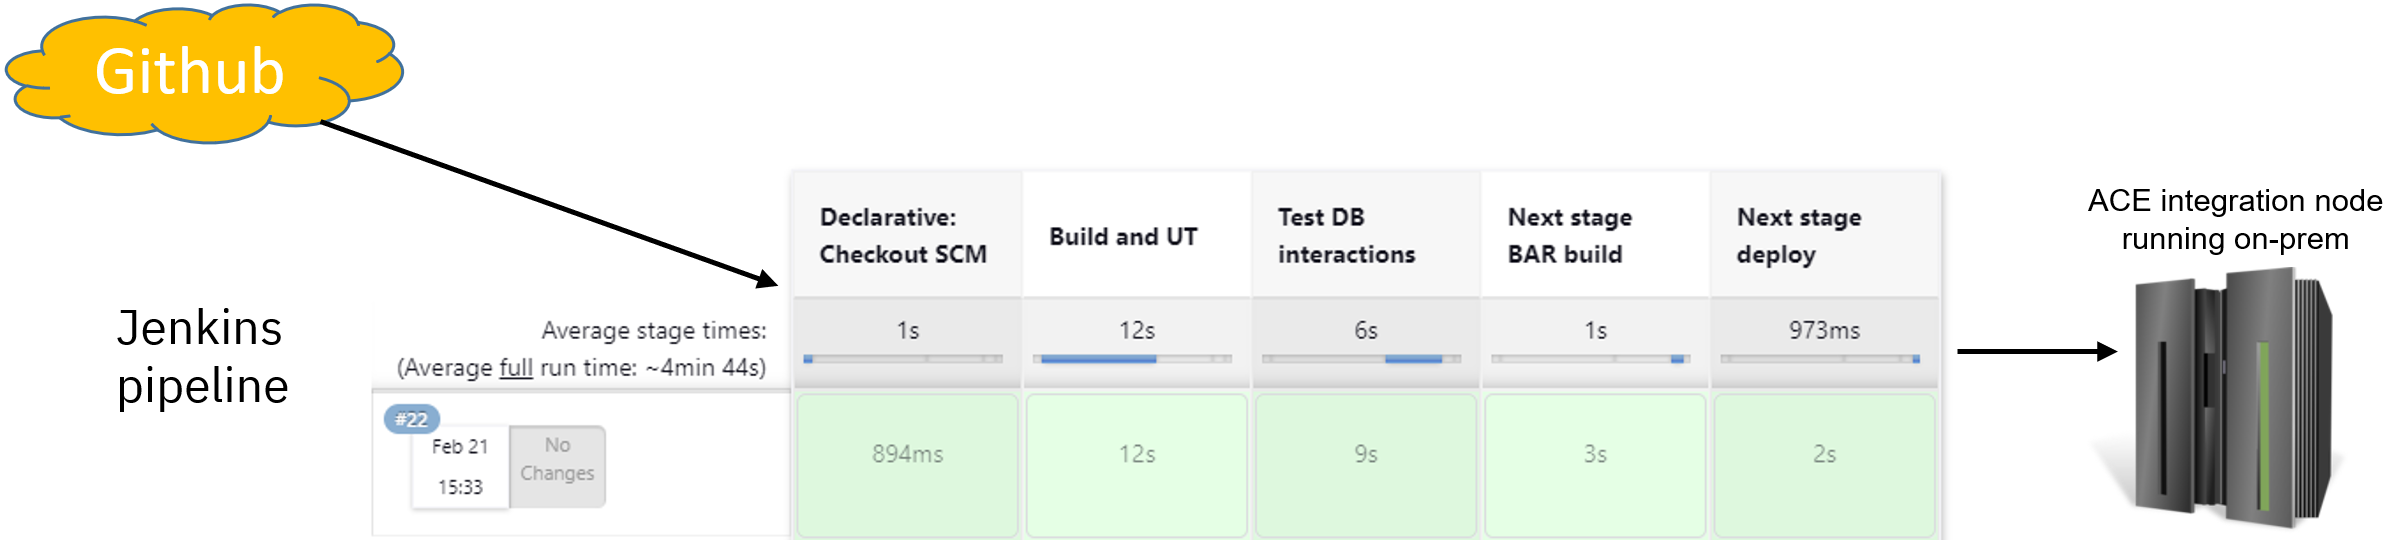 Github
Declarative:
Checkout SCM
Build and UT
Test DB
interactions
Next stage
BAR build
Next stage
deploy
ACE integration node
running on-prem
Jenkins
pipeline
Average stage times:
(Average full run time: ~4min 44s)
1s
12s
6s
1s
973ms
#22
Feb 21
15:33
No
Changes
894ms
12s
9s
3s
2s